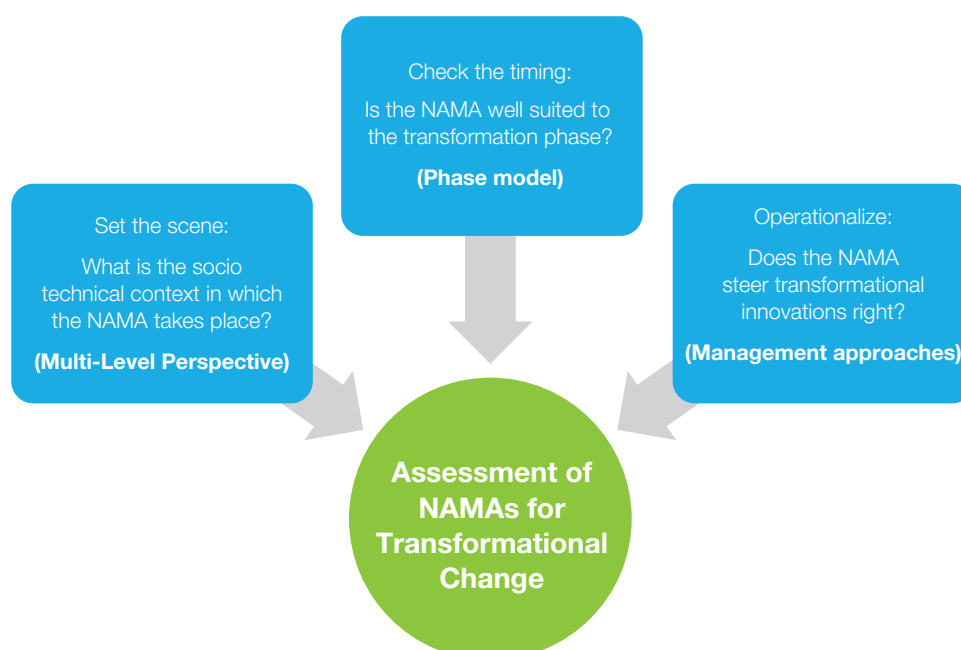 Set the scene:
What is the socio
technical context in which
the NAMA takes place?
(Multi-Level Perspective)
Check the timing:
Is the NAMA well suited to
the transformation phase?
(Phase model)
Operationalize:
Does the NAMA
steer transformational
innovations right?
(Management approaches)
Assessment of
NAMAs for
Transformational
Change